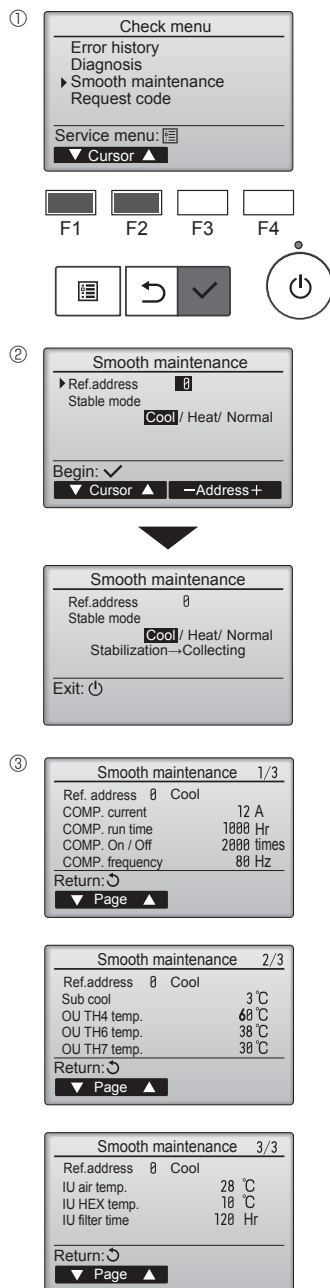 ①
Check menu
Error history
Diagnosis
Smooth maintenance
Request code
Service menu:
▼ Cursor ▲
F1 F2 F3 F4
②
Smooth maintenance
Ref.address 0
Stable mode
Cool / Heat/ Normal
Begin: ✓
▼ Cursor ▲ −Address+
Smooth maintenance
Ref.address 0
Stable mode
Cool / Heat/ Normal
Stabilization→Collecting
Exit:
③
Smooth maintenance 1/3
Ref. address 0 Cool
COMP. current 12 A
COMP. run time 1000 Hr
COMP. On / Off 2000 times
COMP. frequency 80 Hz
Return:
▼ Page ▲
Smooth maintenance 2/3
Ref.address 0 Cool
Sub cool 3°C
OU TH4 temp. 60°C
OU TH6 temp. 38°C
OU TH7 temp. 30°C
Return:
▼ Page ▲
Smooth maintenance 3/3
Ref.address 0 Cool
IU air temp. 28 °C
IU HEX temp. 10 °C
IU filter time 120 Hr
Return:
▼ Page ▲